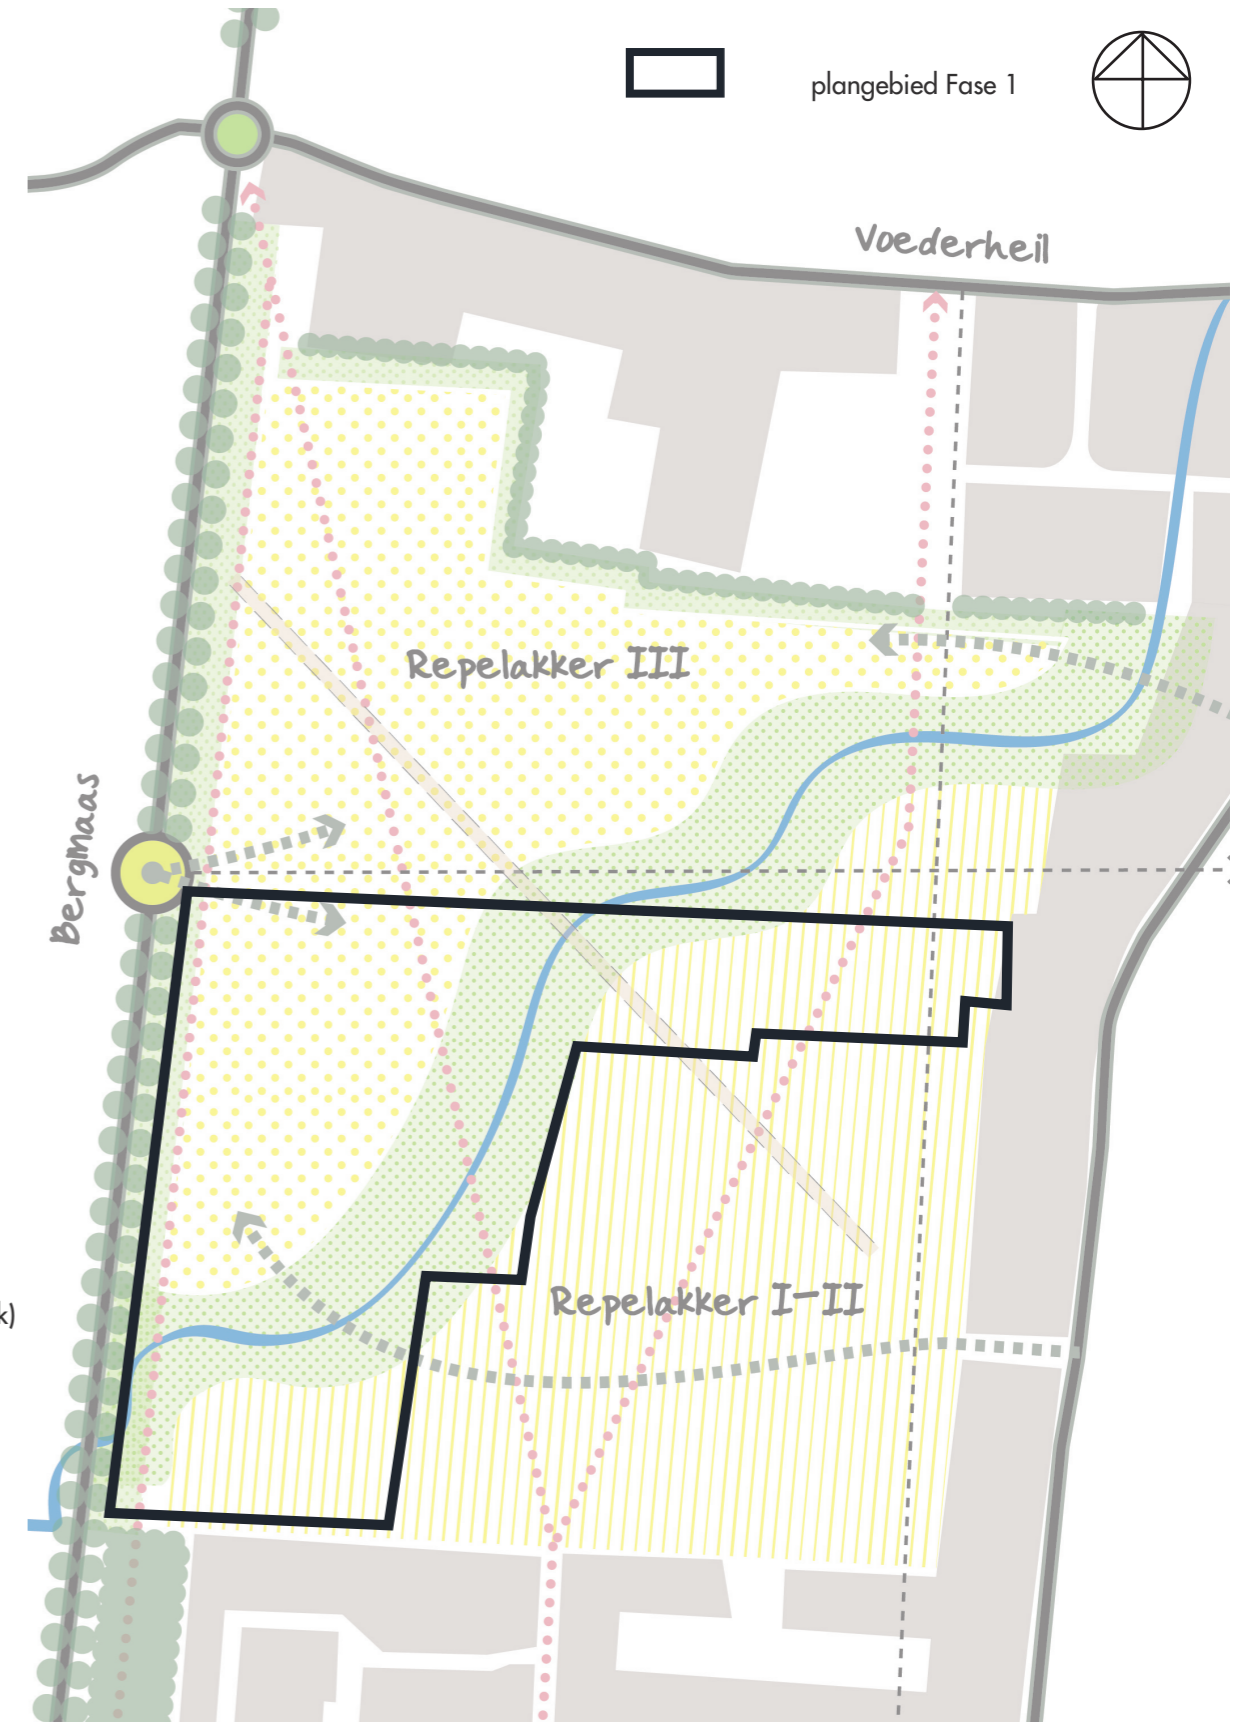 plangebied Fase 1
Voederheil
Repelakker III
Bergmaas
Repelakker I-II
k)